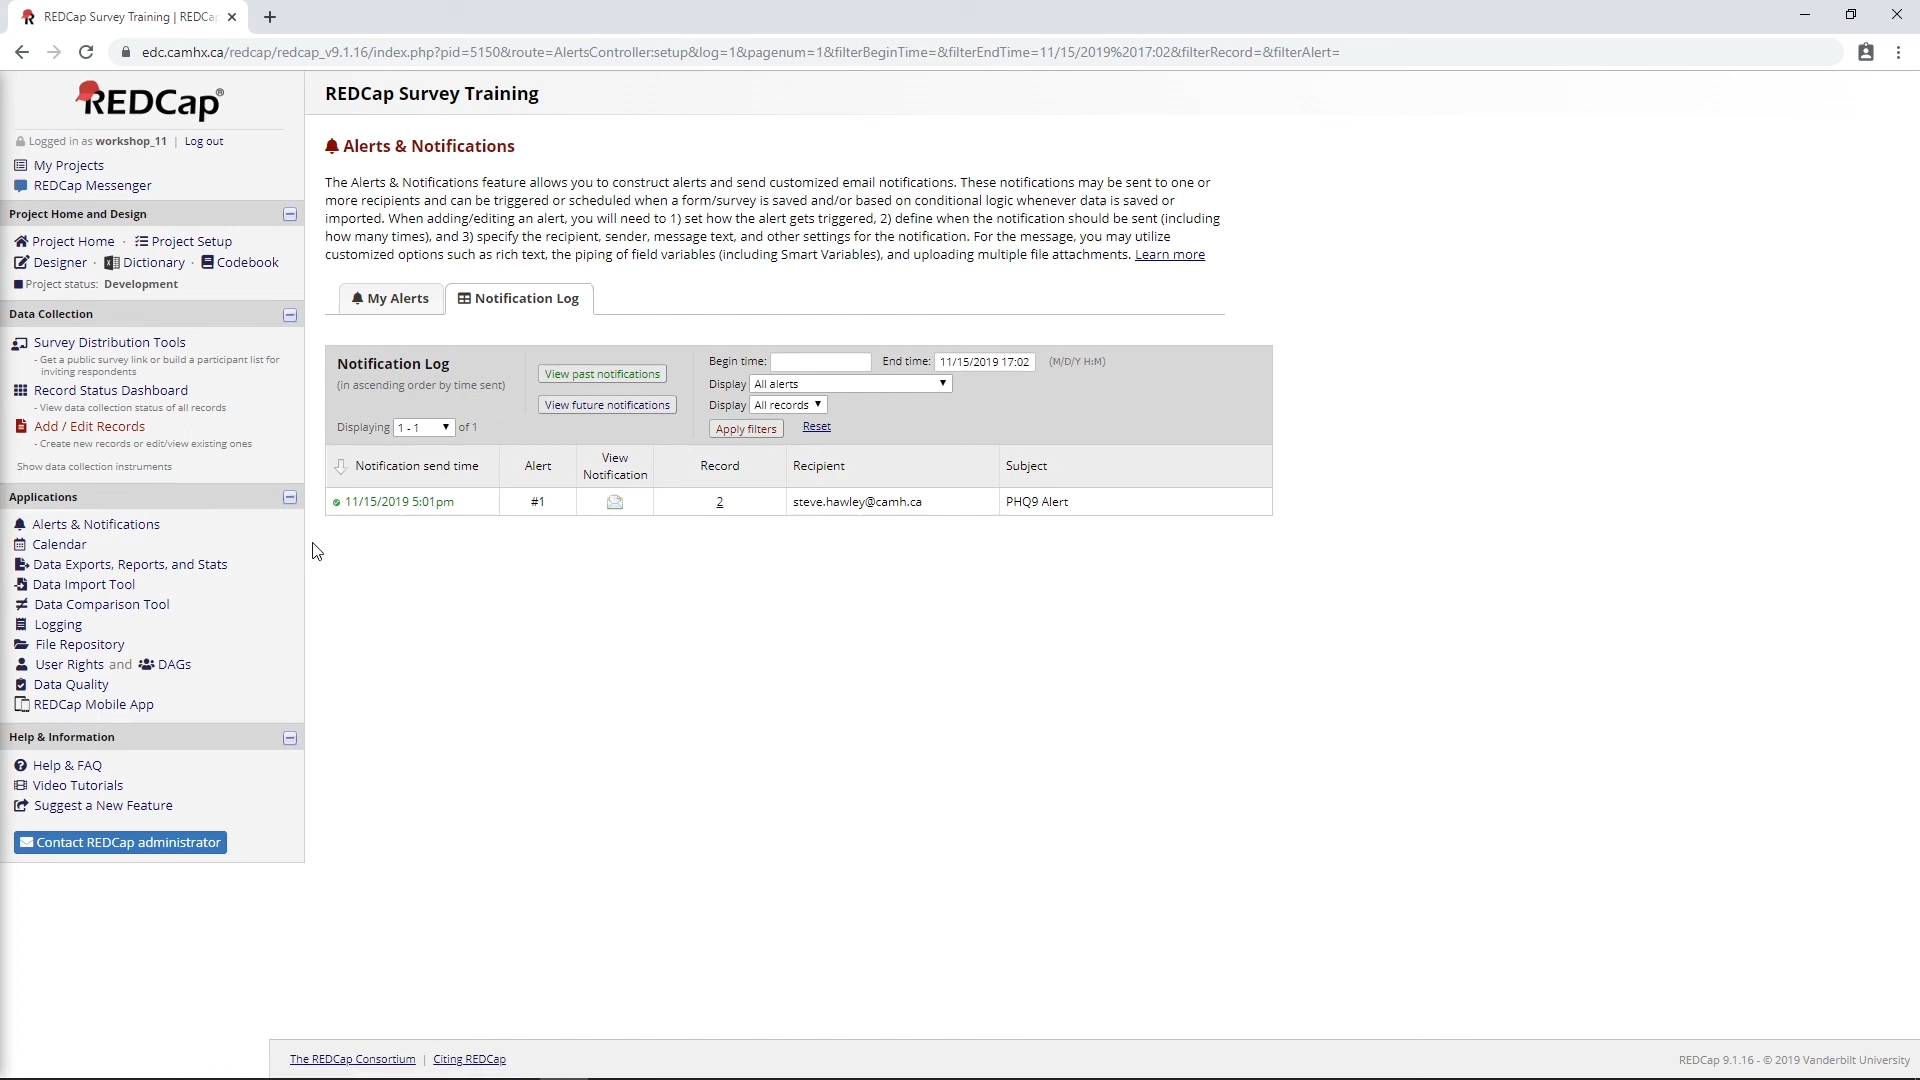 REDCap Survey Training | REDCa
edc.camhx.ca/redcap/redcap_v9.1.16/index.php?pid=5150&route=AlertsController:setup&log=1&pagenum=1&filterBeginTime=&filterEndTime=11/15/2019%2017:02&filterRecord=&filterAlert=
REDCap®
Logged in as workshop_11 | Log out
My Projects
REDCap Messenger
Project Home and Design
Project Home · Project Setup
Designer · Dictionary · Codebook
Project status: Development
Data Collection
Survey Distribution Tools
- Get a public survey link or build a participant list for
inviting respondents
Record Status Dashboard
- View data collection status of all records
Add / Edit Records
- Create new records or edit/view existing ones
Show data collection instruments
Applications
Alerts & Notifications
Calendar
Data Exports, Reports, and Stats
Data Import Tool
Data Comparison Tool
Logging
File Repository
User Rights and DAGs
Data Quality
REDCap Mobile App
Help & Information
Help & FAQ
Video Tutorials
Suggest a New Feature
Contact REDCap administrator
REDCap Survey Training
Alerts & Notifications
The Alerts & Notifications feature allows you to construct alerts and send customized email notifications. These notifications may be sent to one or
more recipients and can be triggered or scheduled when a form/survey is saved and/or based on conditional logic whenever data is saved or
imported. When adding/editing an alert, you will need to 1) set how the alert gets triggered, 2) define when the notification should be sent (including
how many times), and 3) specify the recipient, sender, message text, and other settings for the notification. For the message, you may utilize
customized options such as rich text, the piping of field variables (including Smart Variables), and uploading multiple file attachments. Learn more
My Alerts Notification Log
Notification Log
(in ascending order by time sent)
Displaying 1 - 1 of 1
View past notifications
View future notifications
Begin time: End time: 11/15/2019 17:02 (M/D/Y H:M)
Display All alerts
Display All records
Apply filters Reset
Notification send time Alert View Notification Record Recipient Subject
11/15/2019 5:01pm #1 2 steve.hawley@camh.ca PHQ9 Alert
The REDCap Consortium | Citing REDCap
REDCap 9.1.16 - © 2019 Vanderbilt University